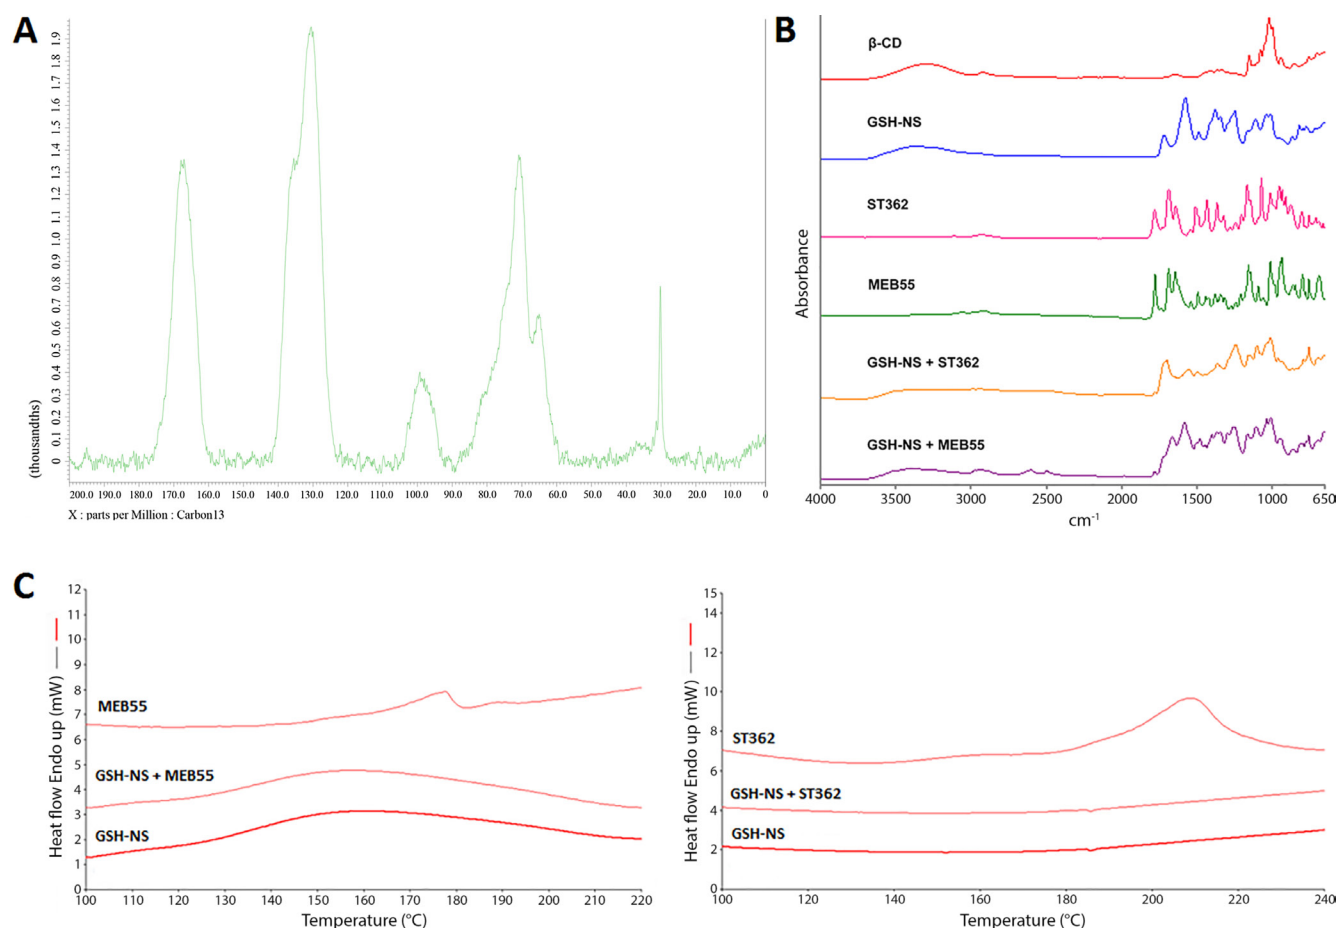 A
1.9
1.8
1.7
1.6
1.5
1.4
1.3
1.2
1.1
1.0
0.9
0.8
0.7
0.6
0.5
0.4
0.3
0.2
0.1
0
(thousandths)
200.0 190.0 180.0 170.0 160.0 150.0 140.0 130.0 120.0 110.0 100.0 90.0 80.0 70.0 60.0 50.0 40.0 30.0 20.0 10.0 0
X : parts per Million : Carbon13
B
Absorbance
β-CD
GSH-NS
ST362
MEB55
GSH-NS + ST362
GSH-NS + MEB55
4000 3500 3000 2500 2000 1500 1000 650
cm-1
C
Heat flow Endo up (mW)
12
11
10
9
8
7
6
5
4
3
2
1
0
MEB55
GSH-NS + MEB55
GSH-NS
100 120 130 140 150 160 170 180 190 200 210 220
Temperature (°C)
Heat flow Endo up (mW)
15
14
12
10
8
6
4
2
0
ST362
GSH-NS + ST362
GSH-NS
100 120 140 160 180 200 220 240
Temperature (°C)